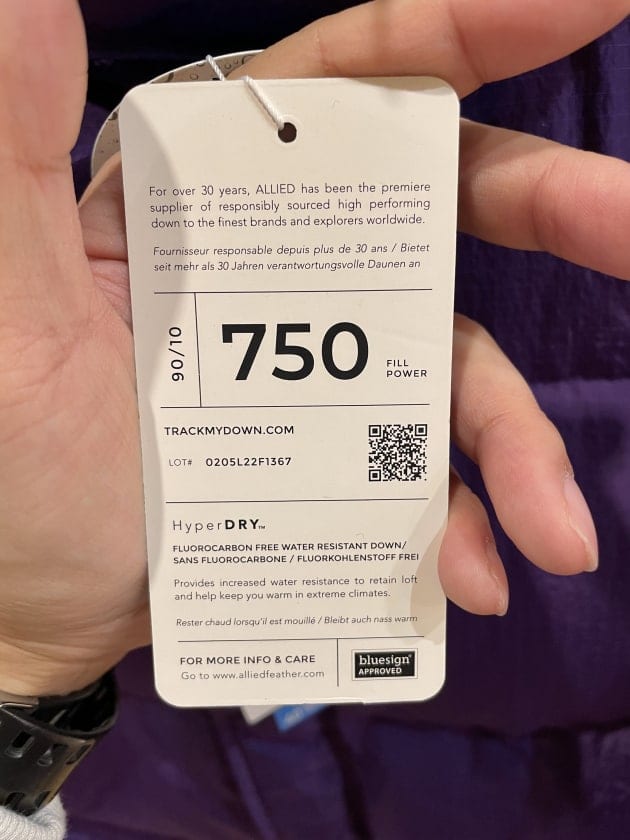 For over 30 years, ALLIED has been the premiere
supplier of responsibly sourced high performing
down to the finest brands and explorers worldwide.
Fournisseur responsable depuis plus de 30 ans / Bietet
seit mehr als 30 Jahren verantwortungsvolle Daunen an
90/10
750
FILL
POWER
TRACKMYDOWN.COM
LOT# 0205L22F1367
HyperDRY™
FLUOROCARBON FREE WATER RESISTANT DOWN/
SANS FLUOROCARBONE / FLUORKOHLENSTOFF FREI
Provides increased water resistance to retain loft
and help keep you warm in extreme climates.
Rester chaud lorsqu'il est mouillé / Bleibt auch nass warm
FOR MORE INFO & CARE
Go to www.alliedfeather.com
bluesign®
APPROVED